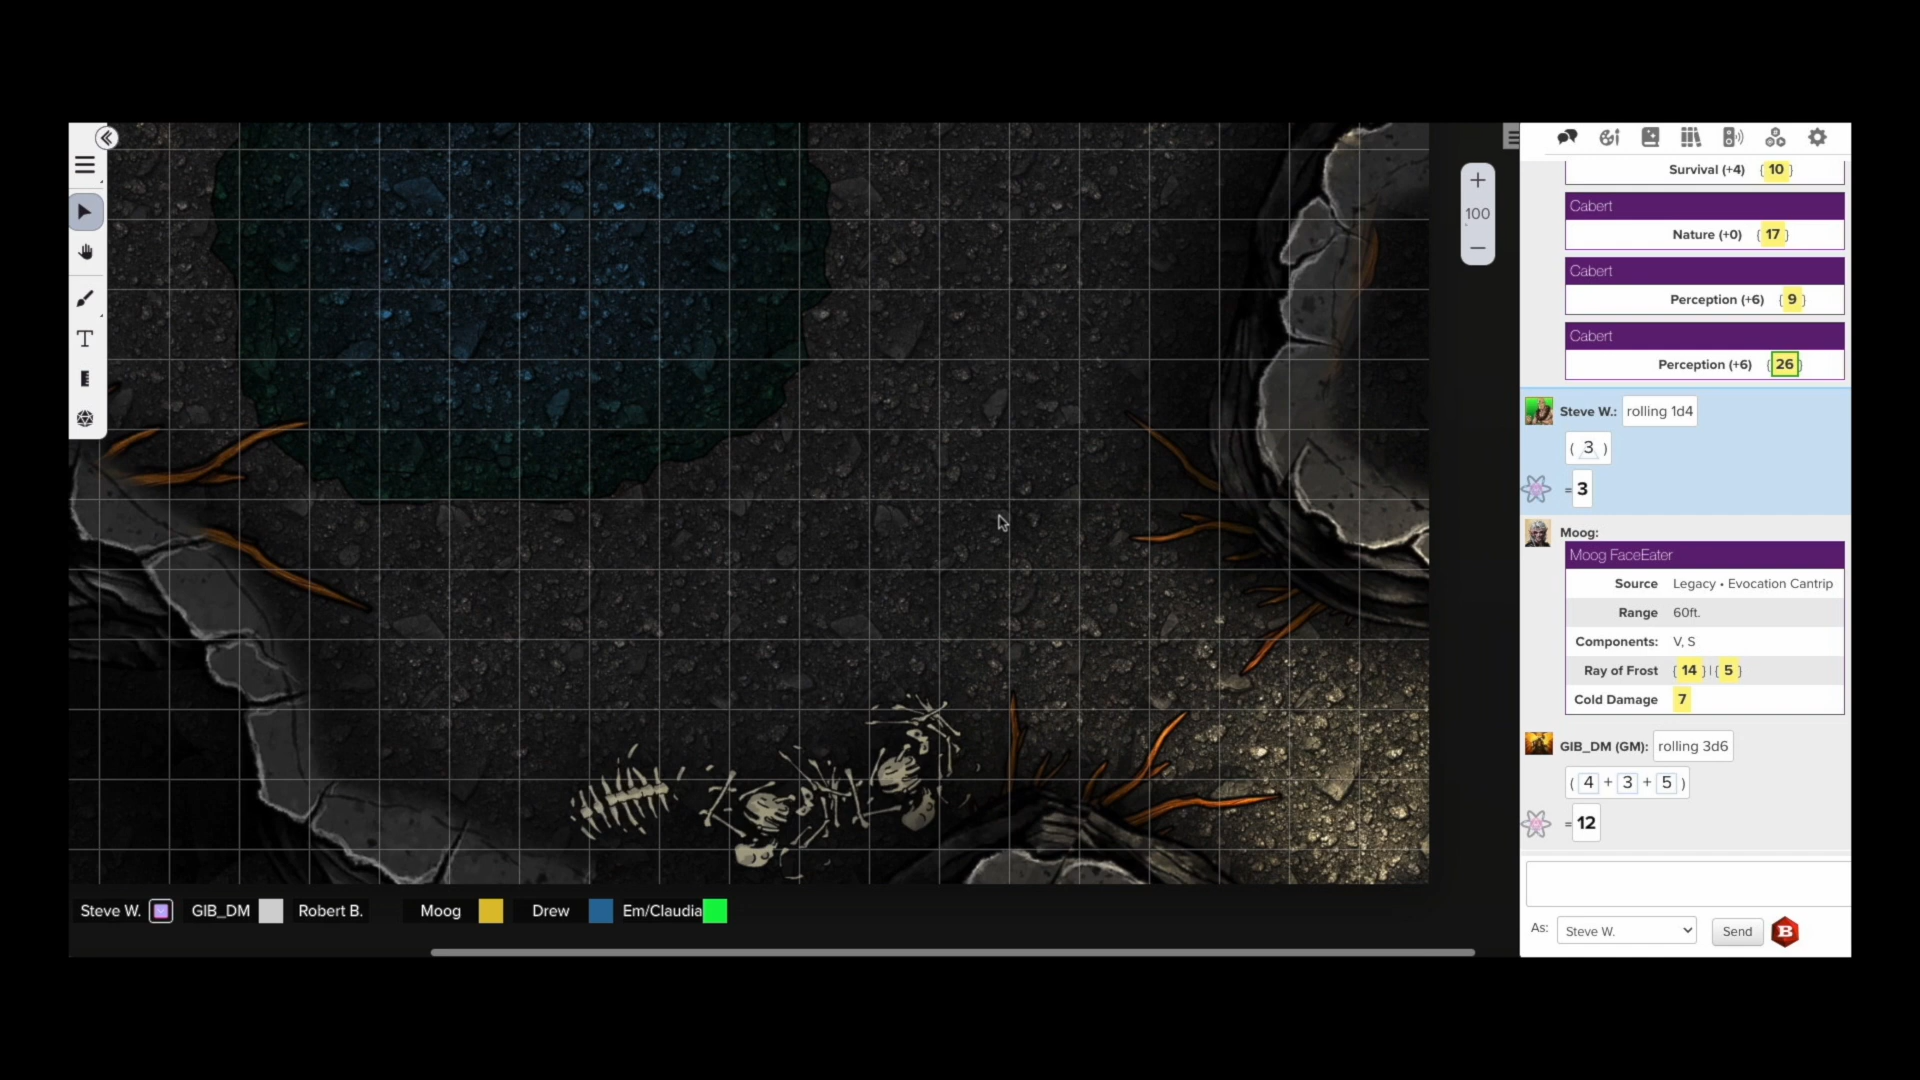 Survival (+4) 10
Cabert
Nature (+0) 17
Cabert
Perception (+6) 9
Cabert
Perception (+6) 26
Steve W.: rolling 1d4
( 3 )
= 3
Moog:
Moog FaceEater
Source Legacy • Evocation Cantrip
Range 60ft.
Components: V, S
Ray of Frost 14 | 5
Cold Damage 7
GIB_DM (GM): rolling 3d6
( 4 + 3 + 5 )
= 12
As: Steve W. Send B
+
100
−
T
Steve W. GIB_DM Robert B. Moog Drew Em/Claudia